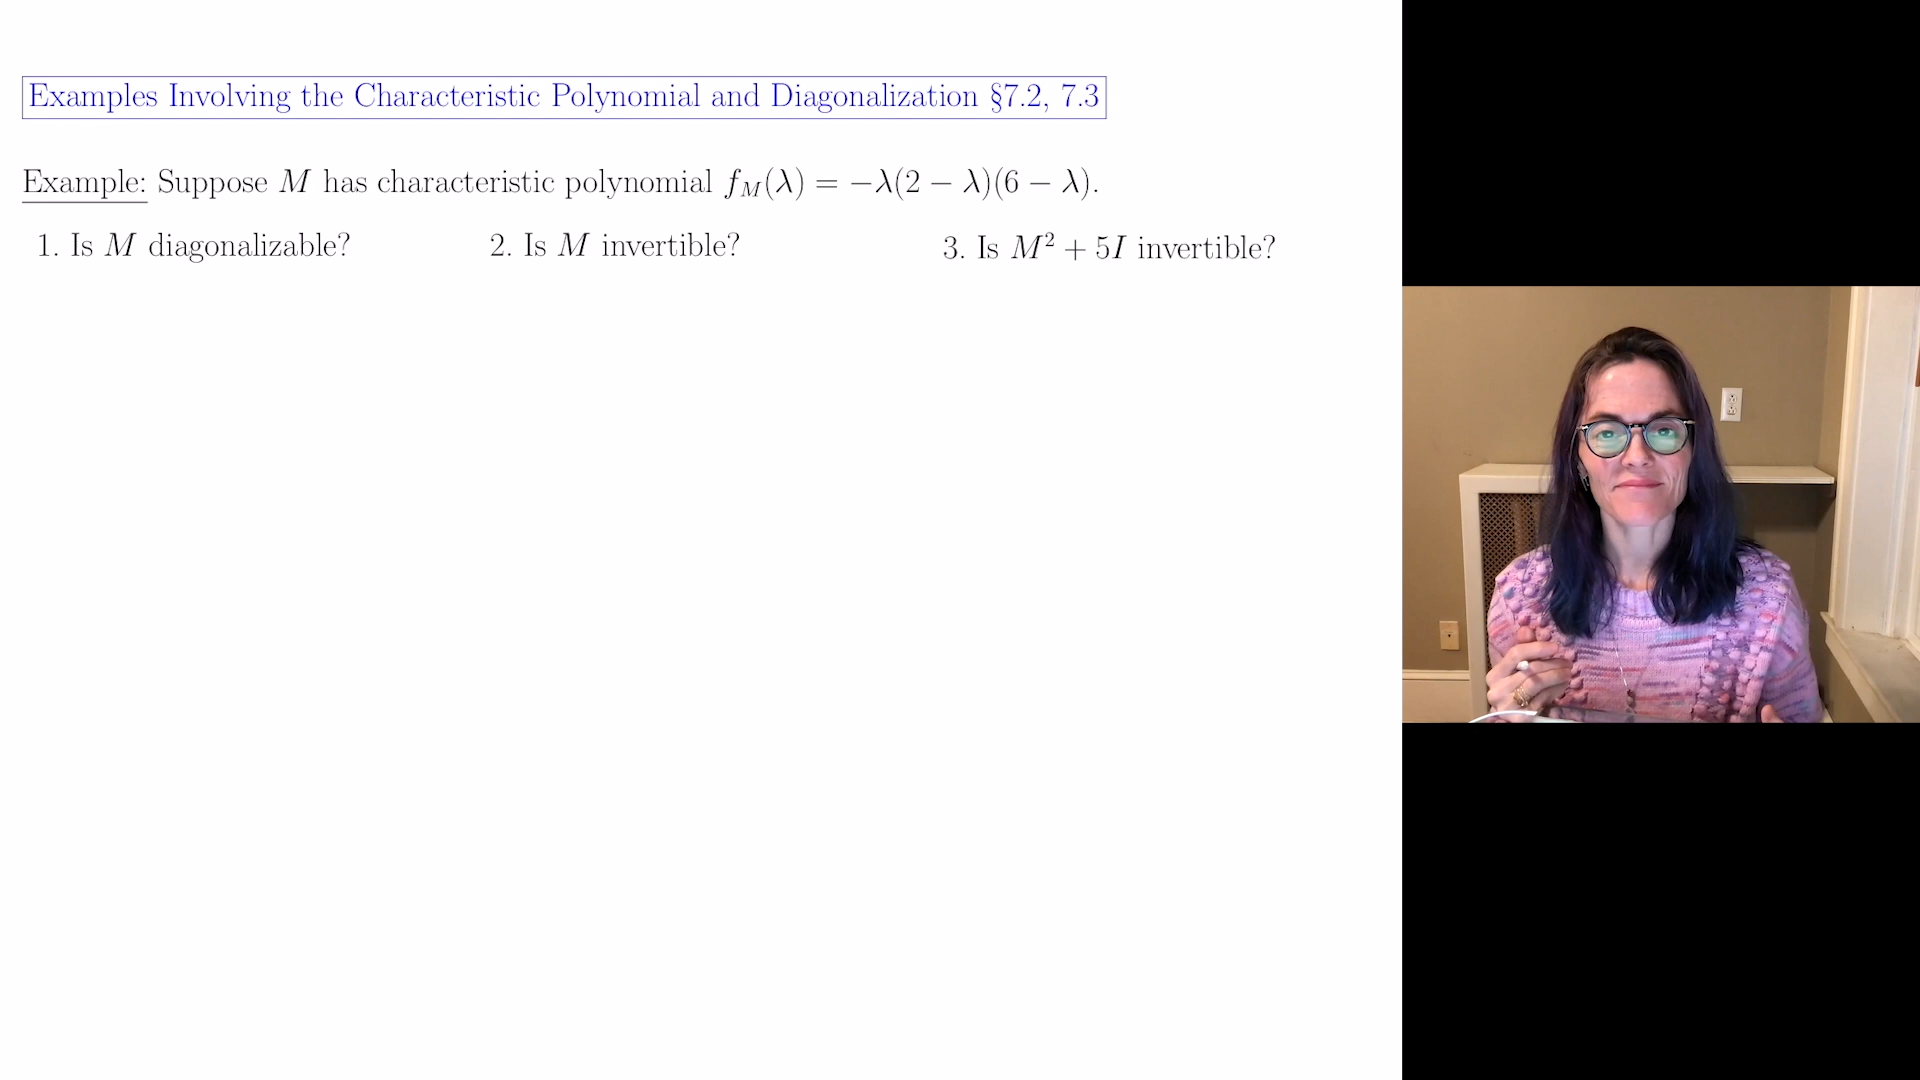 Examples Involving the Characteristic Polynomial and Diagonalization §7.2, 7.3
Example: Suppose M has characteristic polynomial f_M(λ) = −λ(2 − λ)(6 − λ).
1. Is M diagonalizable? 2. Is M invertible? 3. Is M² + 5I invertible?